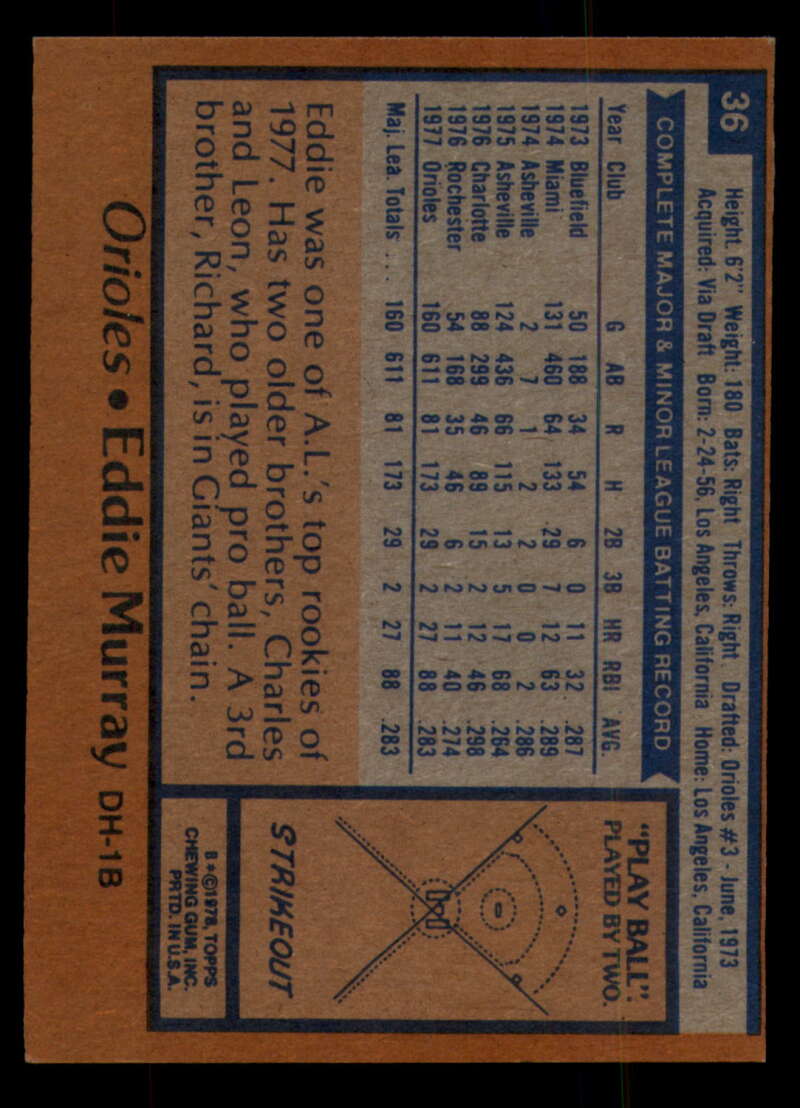 36
Height: 6'2" Weight: 180 Bats: Right Throws: Right Drafted: Orioles #3 - June, 1973
Acquired: Via Draft Born: 2-24-56, Los Angeles, California Home: Los Angeles, California
COMPLETE MAJOR & MINOR LEAGUE BATTING RECORD
Year Club G AB R H 2B 3B HR RBI AVG.
1973 Bluefield 50 188 34 54 6 0 11 32 .287
1974 Miami 131 460 64 133 .29 7 12 63 .289
1974 Asheville 2 7 1 2 2 0 0 2 .286
1975 Asheville 124 436 66 115 13 5 17 68 .264
1976 Charlotte 88 299 46 89 15 2 12 46 .298
1976 Rochester 54 168 35 46 6 2 11 40 .274
1977 Orioles 160 611 81 173 29 2 27 88 .283
Maj. Lea. Totals ... 160 611 81 173 29 2 27 88 .283
Eddie was one of A.L.'s top rookies of
1977. Has two older brothers, Charles
and Leon, who played pro ball. A 3rd
brother, Richard, is in Giants' chain.
"PLAY BALL":
PLAYED BY TWO.
STRIKEOUT
B*©1978, TOPPS
CHEWING GUM, INC.
PRTD. IN U.S.A.
Orioles • Eddie Murray DH-1B